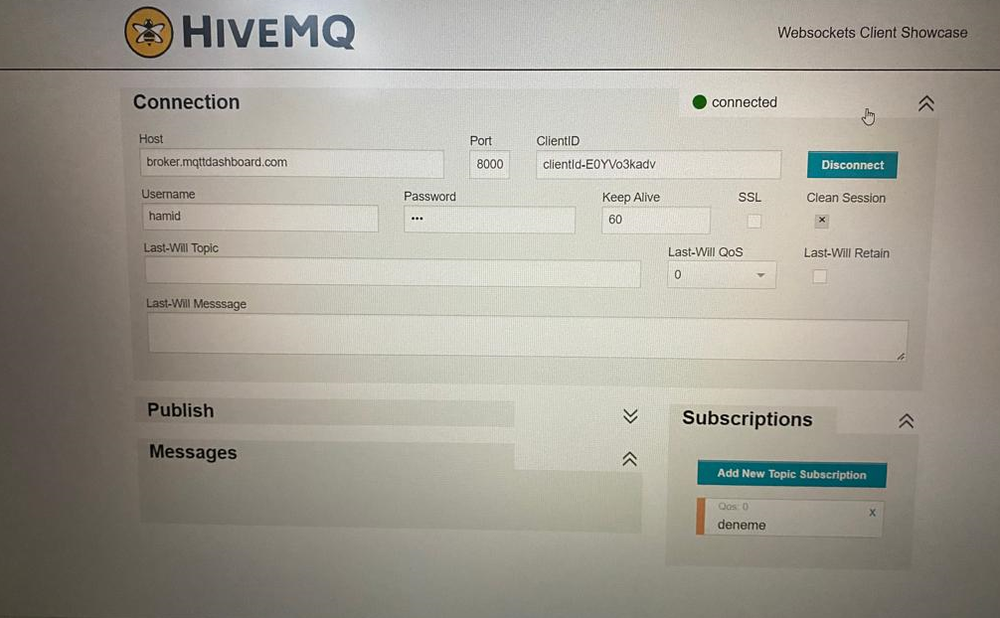 HIVEMQ
Websockets Client Showcase
Connection
connected
Host
Port
ClientID
broker.mqttdashboard.com
8000
clientId-E0YVo3kadv
Disconnect
Username
Password
Keep Alive
SSL
Clean Session
hamid
•••
60
x
Last-Will Topic
Last-Will QoS
Last-Will Retain
0
Last-Will Messsage
Publish
Subscriptions
Messages
Add New Topic Subscription
Qos: 0
x
deneme